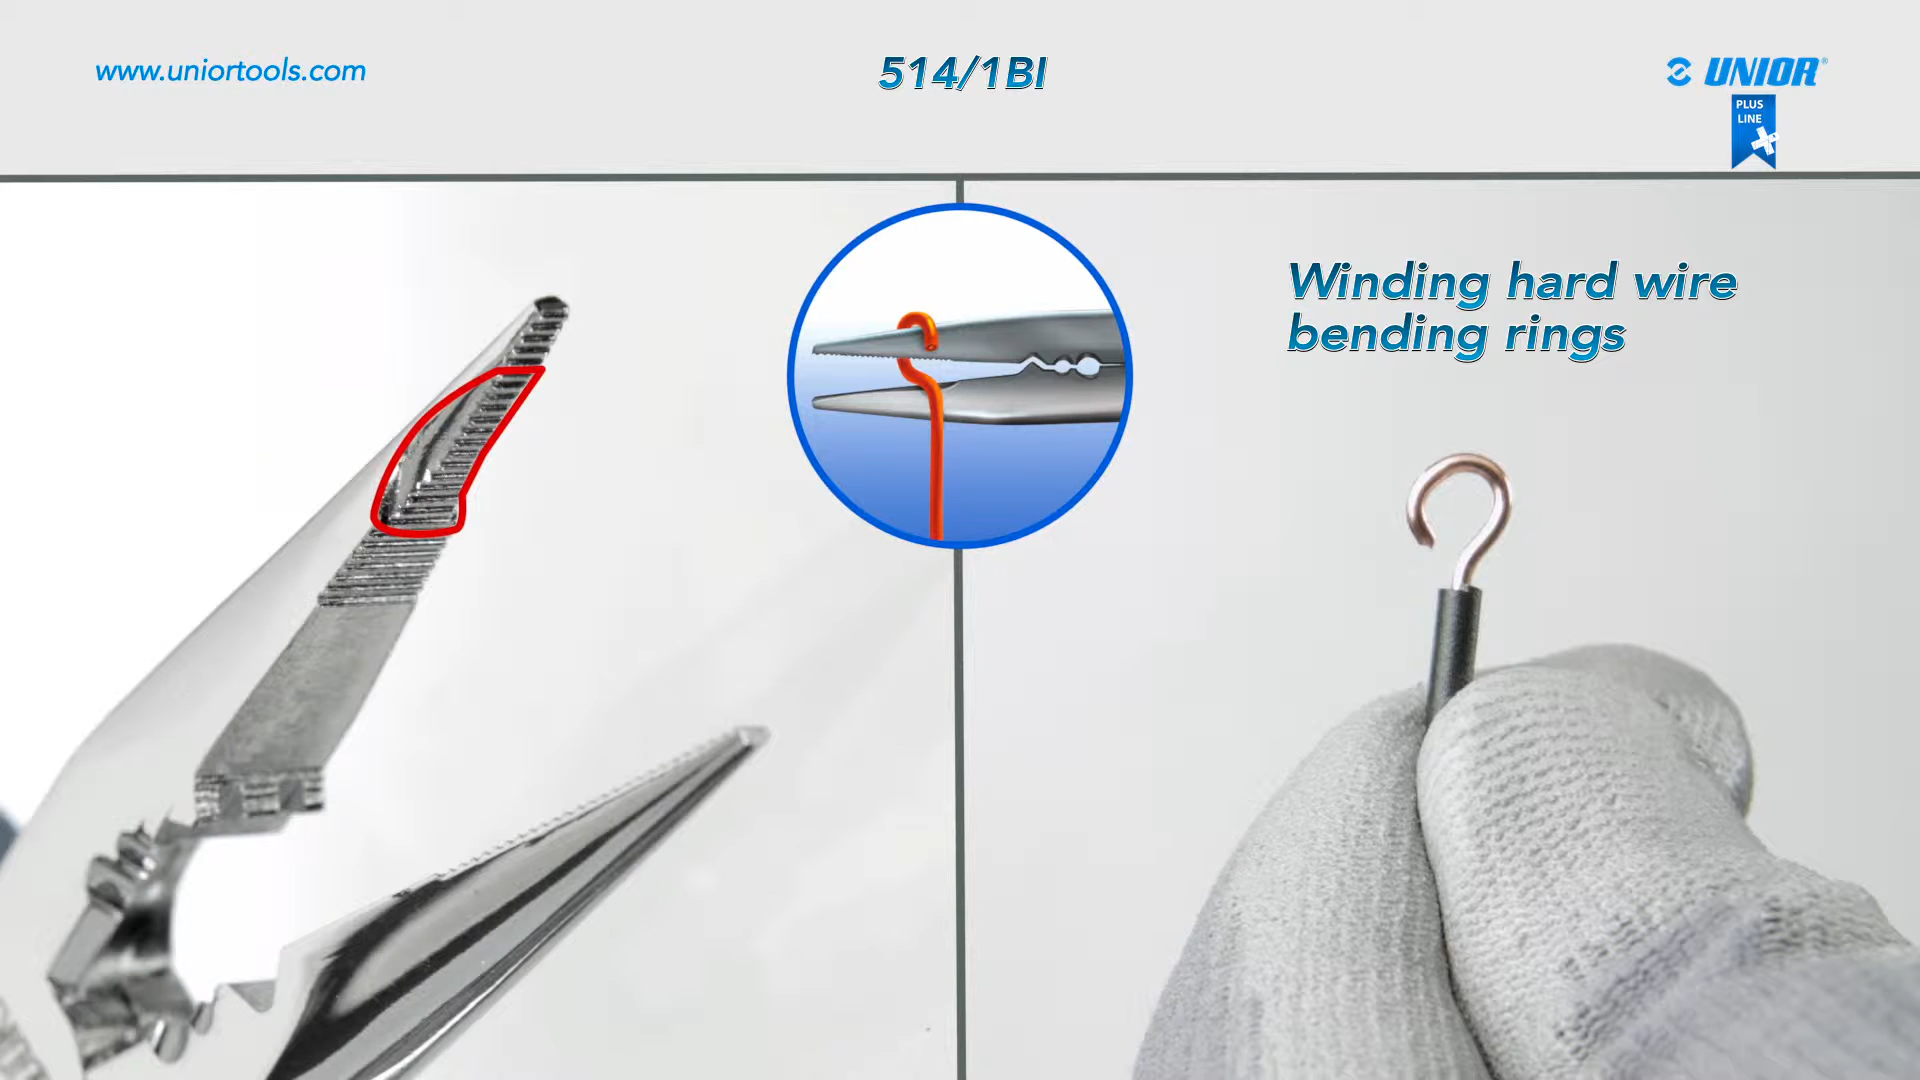 www.uniortools.com
514/1BI
UNIOR®
PLUS
LINE
Winding hard wire
bending rings